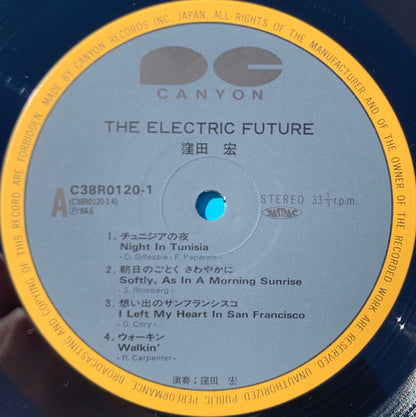 MADE BY CANYON RECORDS INC. JAPAN. ALL RIGHTS OF THE MANUFACTURER AND OF THE OWNER OF THE RECORDED WORK ARE RESERVED. UNAUTHORIZED PUBLIC PERFORMANCE, BROADCASTING AND COPYING OF THIS RECORD ARE FORBIDDEN.
CANYON
THE ELECTRIC FUTURE
窪田 宏
A
C38R0120-1
(C38R0120-1 A)
Ⓟ'84.6
STEREO 33⅓r.p.m.
JASRAC
1. チュニジアの夜
Night In Tunisia
- D. Gillespie - F. Paparelli -
2. 朝日のごとく さわやかに
Softly, As In A Morning Sunrise
- S. Romberg -
3. 想い出のサンフランシスコ
I Left My Heart In San Francisco
- G. Cory -
4. ウォーキン
Walkin'
- R. Carpenter -
演奏：窪田 宏